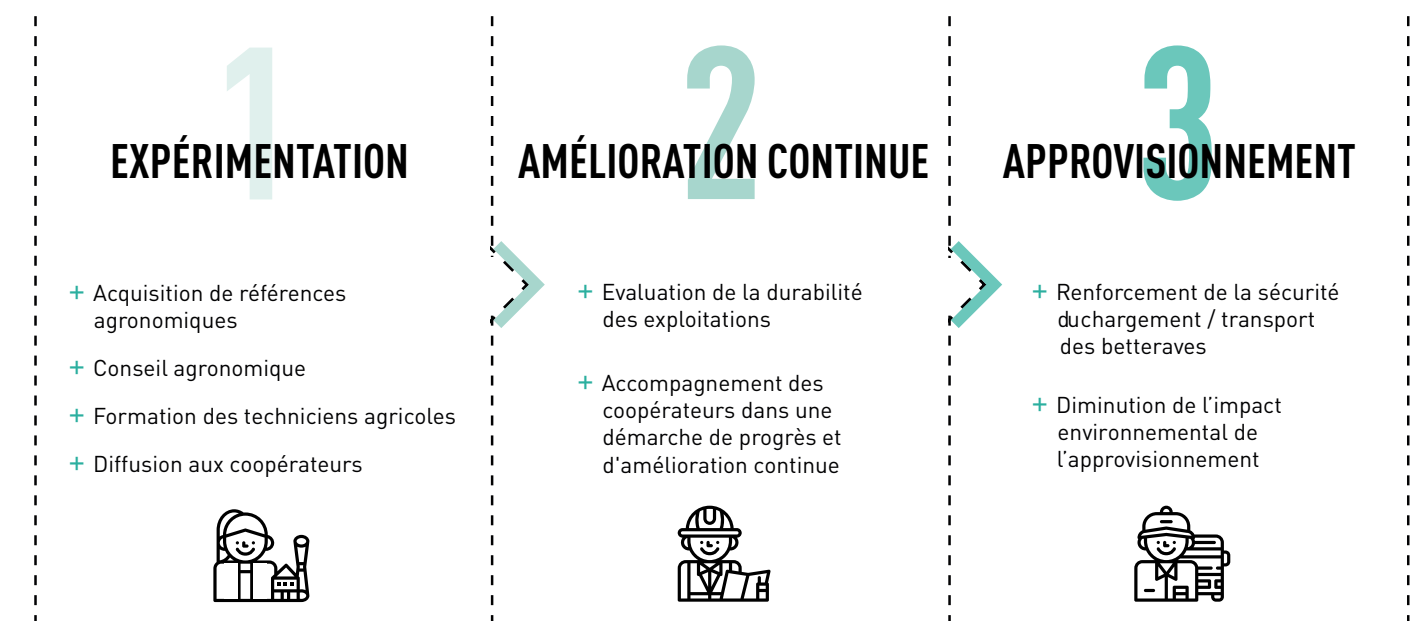 1
EXPÉRIMENTATION
+ Acquisition de références
agronomiques
+ Conseil agronomique
+ Formation des techniciens agricoles
+ Diffusion aux coopérateurs
2
AMÉLIORATION CONTINUE
+ Evaluation de la durabilité
des exploitations
+ Accompagnement des
coopérateurs dans une
démarche de progrès et
d'amélioration continue
3
APPROVISIONNEMENT
+ Renforcement de la sécurité
duchargement / transport
des betteraves
+ Diminution de l’impact
environnemental de
l’approvisionnement